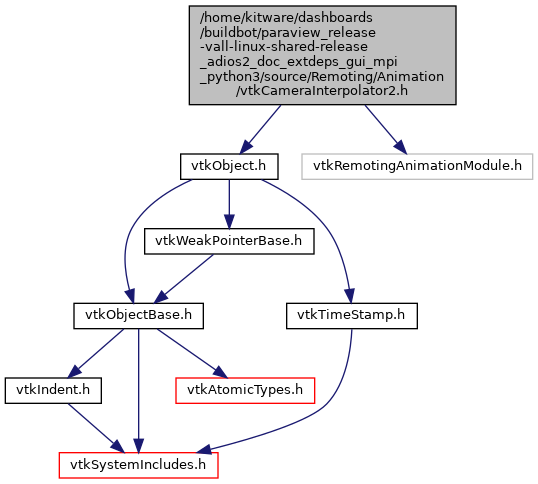 /home/kitware/dashboards
/buildbot/paraview_release
-vall-linux-shared-release
_adios2_doc_extdeps_gui_mpi
_python3/source/Remoting/Animation
/vtkCameraInterpolator2.h
vtkObject.h
vtkRemotingAnimationModule.h
vtkWeakPointerBase.h
vtkObjectBase.h
vtkTimeStamp.h
vtkIndent.h
vtkAtomicTypes.h
vtkSystemIncludes.h